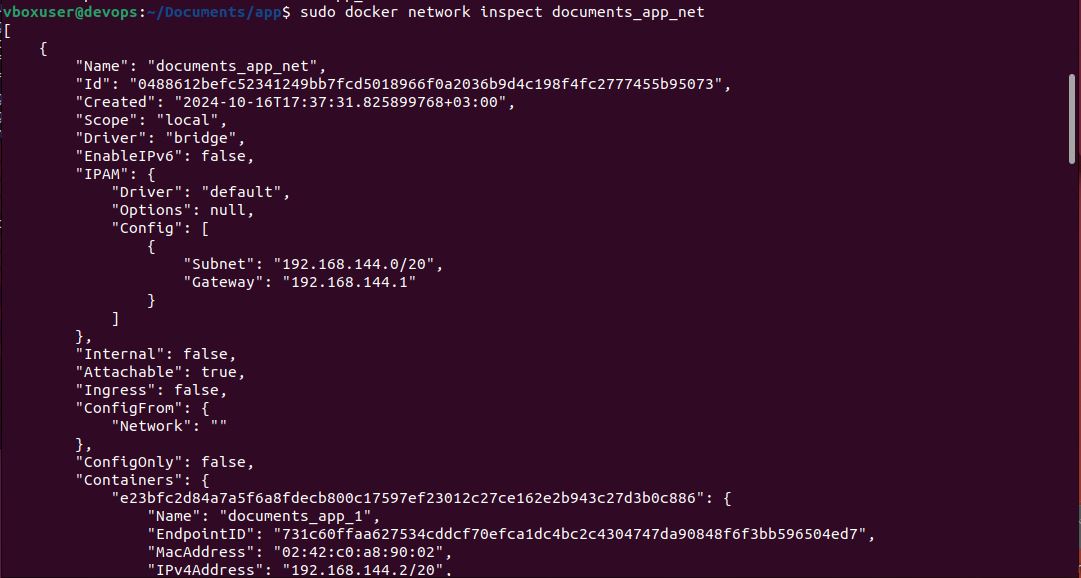 vboxuser@devops:~/Documents/app$ sudo docker network inspect documents_app_net
[
    {
        "Name": "documents_app_net",
        "Id": "0488612befc52341249bb7fcd5018966f0a2036b9d4c198f4fc2777455b95073",
        "Created": "2024-10-16T17:37:31.825899768+03:00",
        "Scope": "local",
        "Driver": "bridge",
        "EnableIPv6": false,
        "IPAM": {
            "Driver": "default",
            "Options": null,
            "Config": [
                {
                    "Subnet": "192.168.144.0/20",
                    "Gateway": "192.168.144.1"
                }
            ]
        },
        "Internal": false,
        "Attachable": true,
        "Ingress": false,
        "ConfigFrom": {
            "Network": ""
        },
        "ConfigOnly": false,
        "Containers": {
            "e23bfc2d84a7a5f6a8fdecb800c17597ef23012c27ce162e2b943c27d3b0c886": {
                "Name": "documents_app_1",
                "EndpointID": "731c60ffaa627534cddcf70efca1dc4bc2c4304747da90848f6f3bb596504ed7",
                "MacAddress": "02:42:c0:a8:90:02",
                "IPv4Address": "192.168.144.2/20",